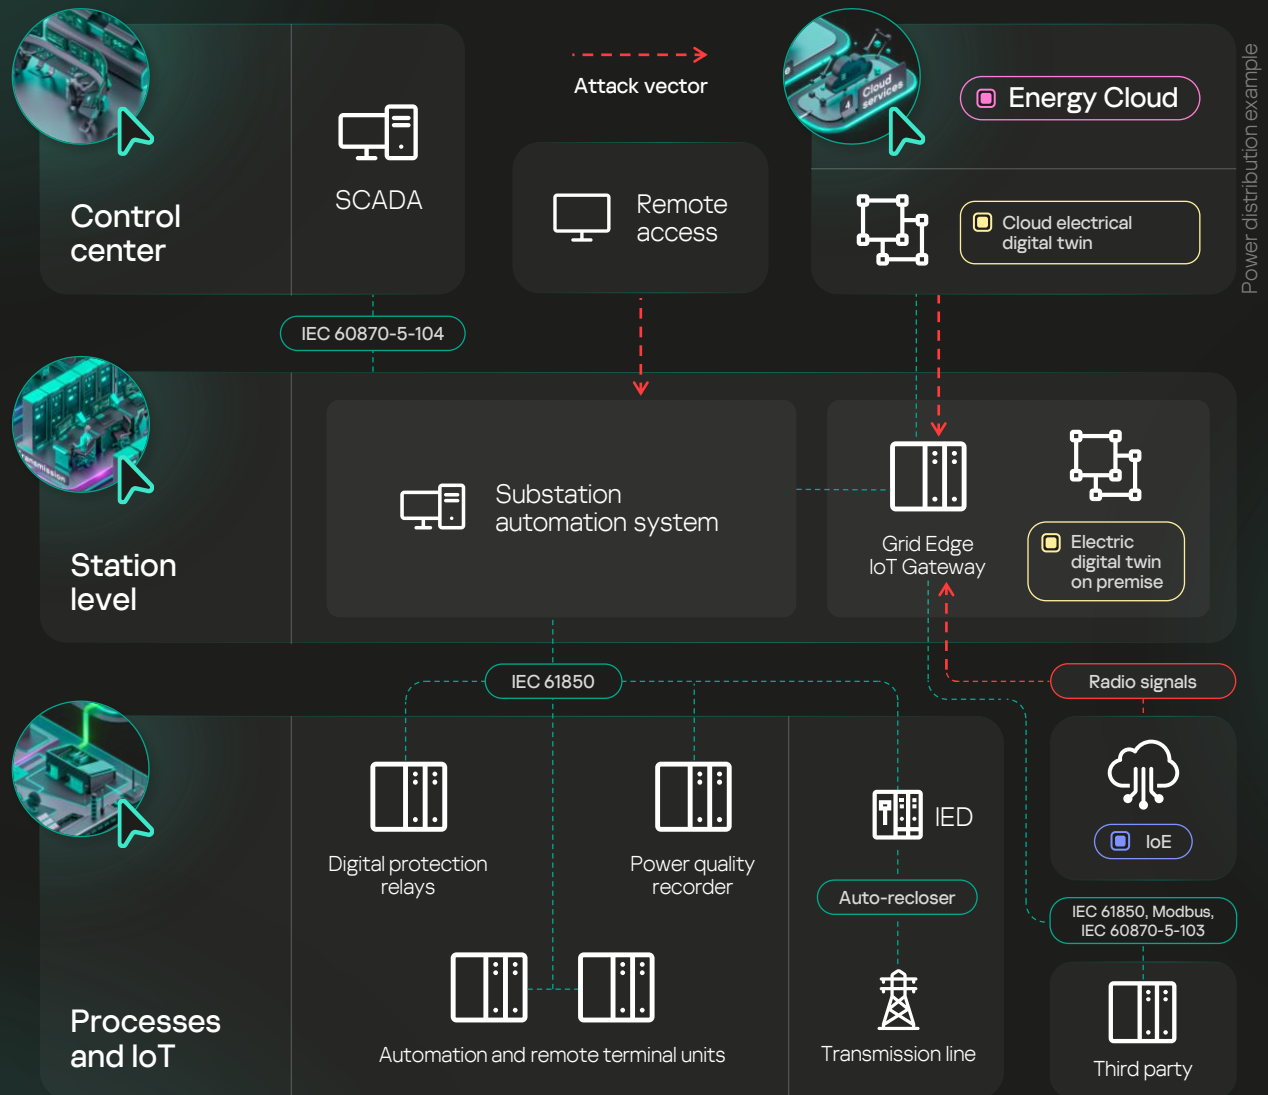 Control
center
SCADA
Attack vector
Remote
access
4
Cloud
services
Energy Cloud
Cloud electrical
digital twin
Power distribution example
IEC 60870-5-104
Station
level
Substation
automation system
Grid Edge
IoT Gateway
Electric
digital twin
on premise
IEC 61850
Radio signals
Processes
and IoT
Digital protection
relays
Power quality
recorder
IED
Auto-recloser
Automation and remote terminal units
Transmission line
IoE
IEC 61850, Modbus,
IEC 60870-5-103
Third party